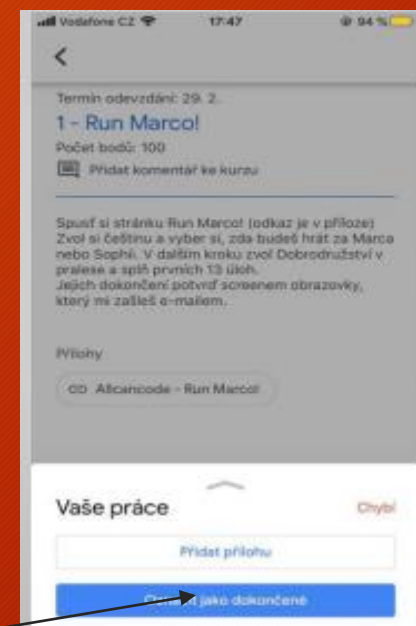 Vodafone CZ 17:47 94 %
Termín odevzdání: 29. 2.
1 - Run Marco!
Počet bodů: 100
Přidat komentář ke kurzu
Spusť si stránku Run Marco! (odkaz je v příloze)
Zvol si češtinu a vyber si, zda budeš hrát za Marca
nebo Sophii. V dalším kroku zvol Dobrodružství v
pralese a splň prvních 13 úloh.
Jejich dokončení potvrď screenem obrazovky,
který mi zašleš e-mailem.
Přílohy
Allcancode - Run Marco!
Vaše práce Chybí
Přidat přílohu
jako dokončené